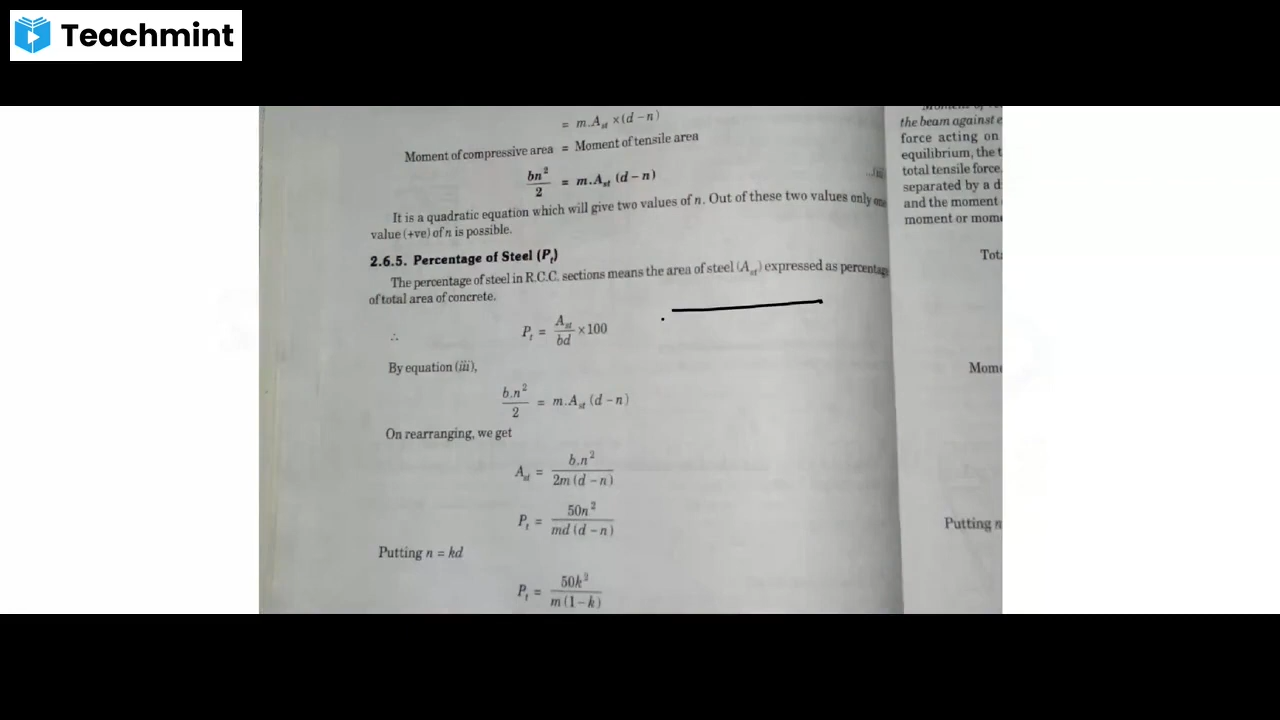 Teachmint
= m.A_st × (d – n)
Moment of compressive area = Moment of tensile area
bn²/2 = m.A_st (d – n)
It is a quadratic equation which will give two values of n. Out of these two values only one
value (+ve) of n is possible.
2.6.5. Percentage of Steel (P_t)
The percentage of steel in R.C.C. sections means the area of steel (A_st) expressed as percentage
of total area of concrete.
∴ P_t = A_st/bd × 100
By equation (iii),
b.n²/2 = m.A_st (d – n)
On rearranging, we get
A_st = b.n²/2m (d – n)
P_t = 50n²/md (d – n)
Putting n = kd
P_t = 50k²/m (1 – k)
the beam against
force acting on
equilibrium, the
total tensile force,
separated by a
and the moment
moment or
Putting n